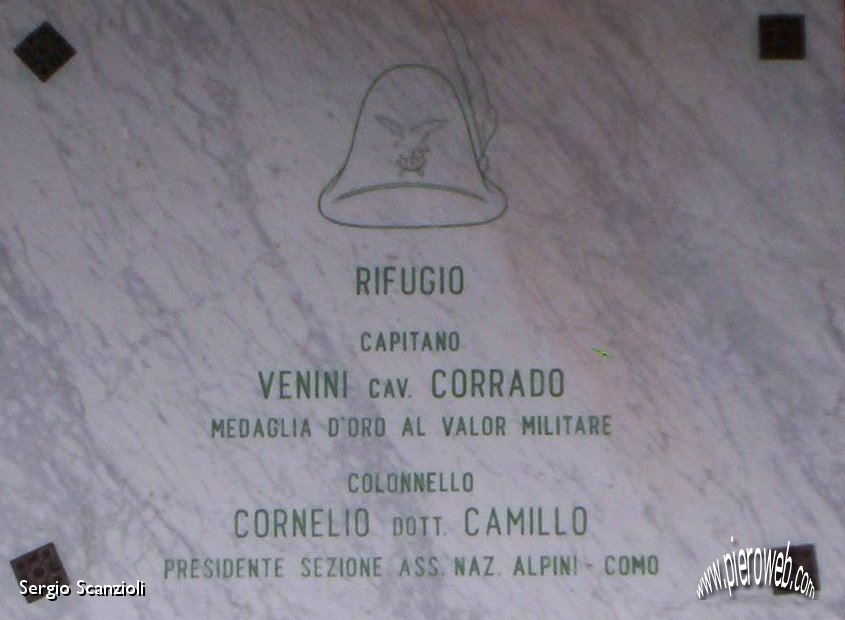 RIFUGIO
CAPITANO
VENINI CAV. CORRADO
MEDAGLIA D'ORO AL VALOR MILITARE
COLONNELLO
CORNELIO DOTT. CAMILLO
PRESIDENTE SEZIONE ASS. NAZ. ALPINI - COMO
Sergio Scanzioli
www.pieroweb.com